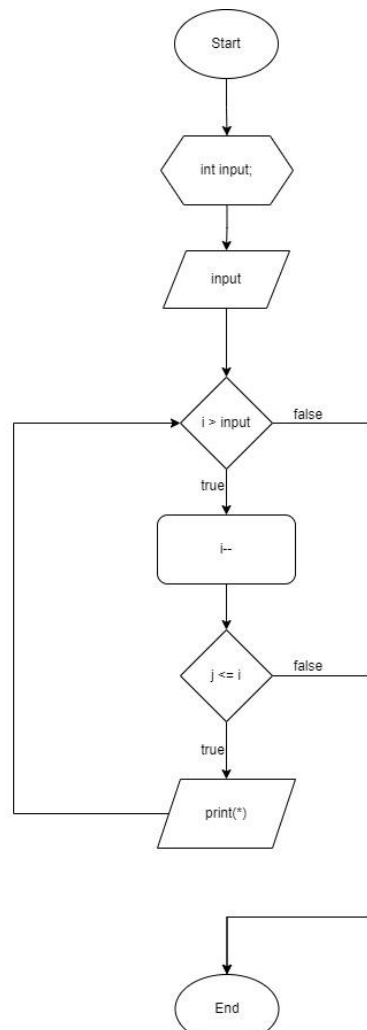 Start
int input;
input
i > input
false
true
i--
j <= i
false
true
print(*)
End